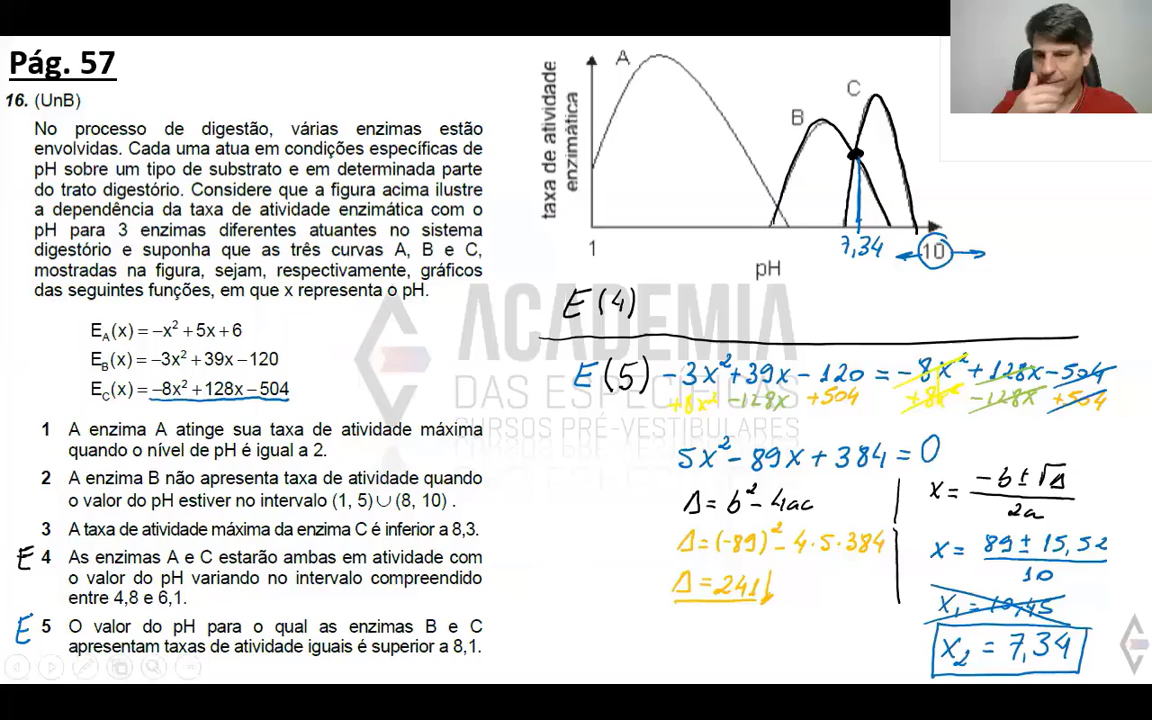 Pág. 57
16. (UnB)
No processo de digestão, várias enzimas estão
envolvidas. Cada uma atua em condições específicas de
pH sobre um tipo de substrato e em determinada parte
do trato digestório. Considere que a figura acima ilustre
a dependência da taxa de atividade enzimática com o
pH para 3 enzimas diferentes atuantes no sistema
digestório e suponha que as três curvas A, B e C,
mostradas na figura, sejam, respectivamente, gráficos
das seguintes funções, em que x representa o pH.
E_A(x) = −x² + 5x + 6
E_B(x) = −3x² + 39x − 120
E_C(x) = −8x² + 128x − 504
1 A enzima A atinge sua taxa de atividade máxima
quando o nível de pH é igual a 2.
2 A enzima B não apresenta taxa de atividade quando
o valor do pH estiver no intervalo (1, 5) ∪ (8, 10) .
3 A taxa de atividade máxima da enzima C é inferior a 8,3.
E 4 As enzimas A e C estarão ambas em atividade com
o valor do pH variando no intervalo compreendido
entre 4,8 e 6,1.
E 5 O valor do pH para o qual as enzimas B e C
apresentam taxas de atividade iguais é superior a 8,1.
taxa de atividade
enzimática
A
B
C
1
7,34
10
pH
E(4)
E(5) −3x² + 39x − 120 = −8x² + 128x − 504
+8x² −128x +504 +8x² −128x +504
5x² − 89x + 384 = 0
Δ = b² − 4ac
Δ = (−89)² − 4·5·384
Δ = 241
x = −b ± √Δ
2a
x = 89 ± 15,52
10
x₁ = 10,45
x₂ = 7,34
ACADEMIA
DAS ESPECÍFICAS
CURSOS PRÉ-VESTIBULARES